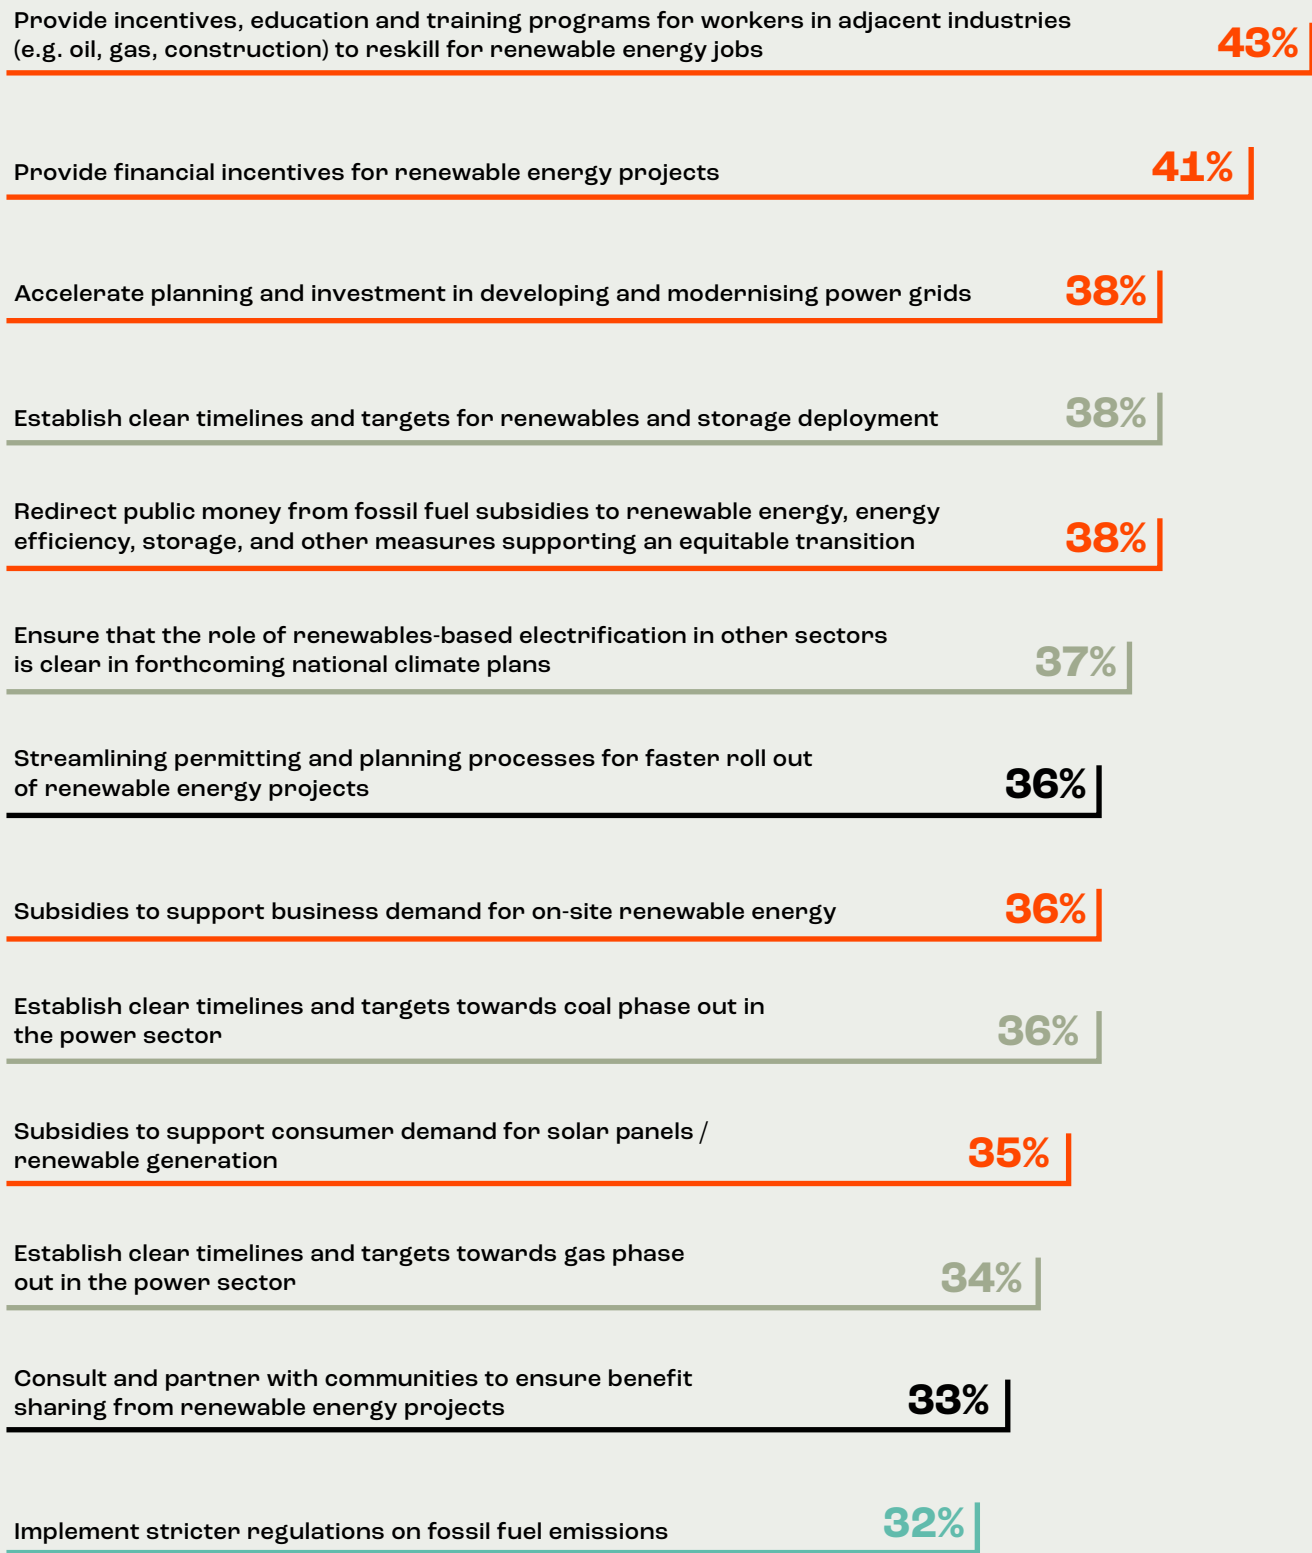 Provide incentives, education and training programs for workers in adjacent industries
(e.g. oil, gas, construction) to reskill for renewable energy jobs
43%
Provide financial incentives for renewable energy projects
41%
Accelerate planning and investment in developing and modernising power grids
38%
Establish clear timelines and targets for renewables and storage deployment
38%
Redirect public money from fossil fuel subsidies to renewable energy, energy
efficiency, storage, and other measures supporting an equitable transition
38%
Ensure that the role of renewables-based electrification in other sectors
is clear in forthcoming national climate plans
37%
Streamlining permitting and planning processes for faster roll out
of renewable energy projects
36%
Subsidies to support business demand for on-site renewable energy
36%
Establish clear timelines and targets towards coal phase out in
the power sector
36%
Subsidies to support consumer demand for solar panels /
renewable generation
35%
Establish clear timelines and targets towards gas phase
out in the power sector
34%
Consult and partner with communities to ensure benefit
sharing from renewable energy projects
33%
Implement stricter regulations on fossil fuel emissions
32%